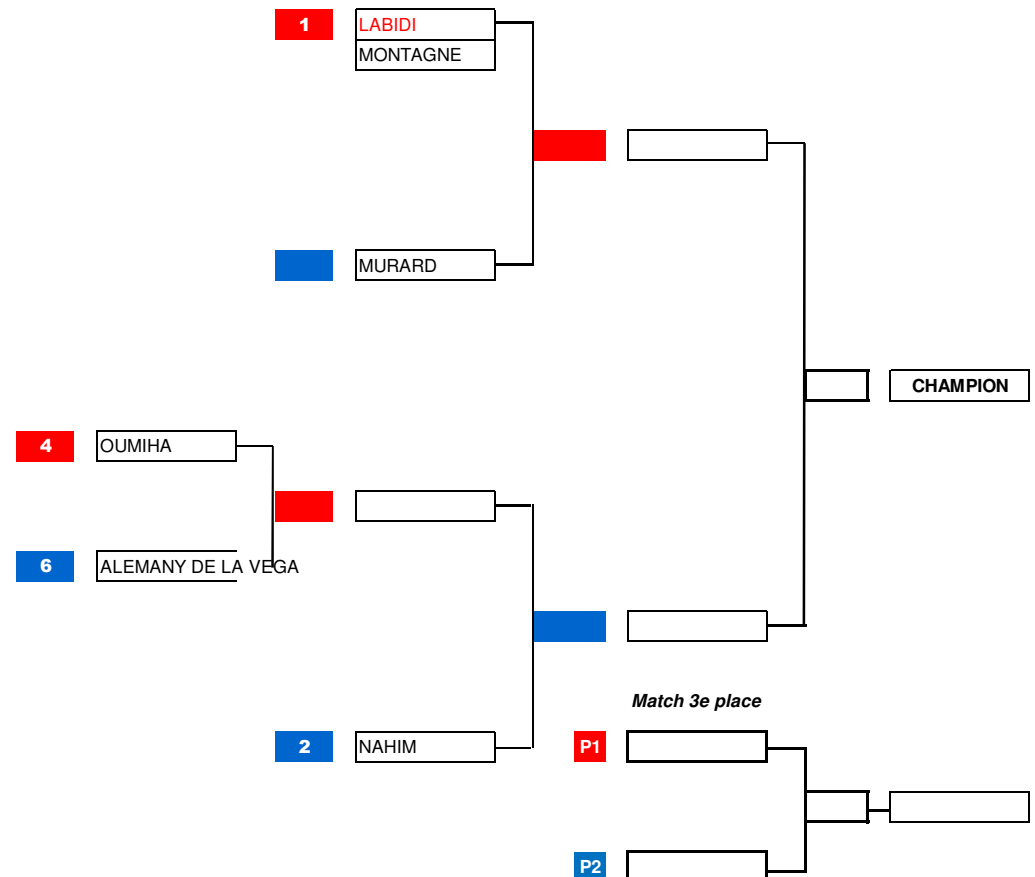 1 LABIDI
MONTAGNE
MURARD
CHAMPION
4 OUMIHA
6 ALEMANY DE LA VEGA
Match 3e place
2 NAHIM
P1
P2